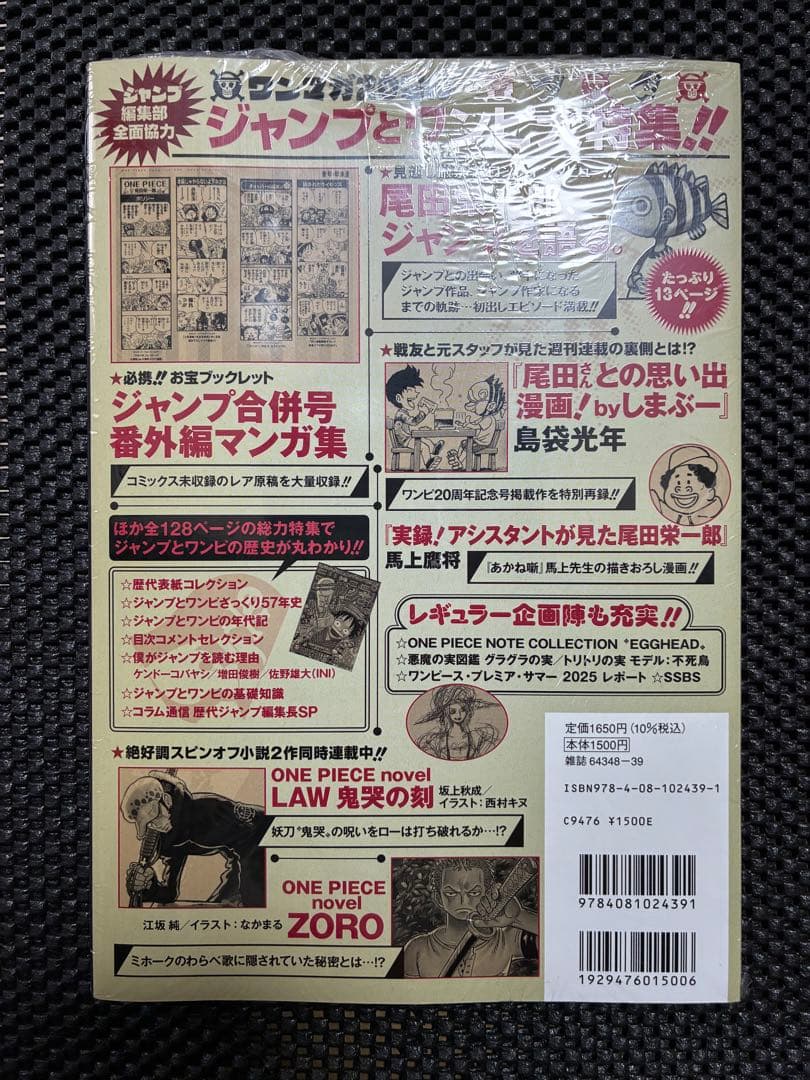 ジャンプ
編集部
全面協力
ワンマガ
ジャンプとワンピース特集!!
ONE PIECE
尾田栄一郎、
ジャンプを語る。
ジャンプとの出会い、
ジャンプ作品、ジャンプ作家になる
までの軌跡…初出しエピソード満載!!
たっぷり
13ページ
!!
★必携!! お宝ブックレット
ジャンプ合併号
番外編マンガ集
コミックス未収録のレア原稿を大量収録!!
★戦友と元スタッフが見た週刊連載の裏側とは!?
『尾田さんとの思い出
漫画!byしまぶー』
島袋光年
ワンピ20周年記念号掲載作を特別再録!!
『実録!アシスタントが見た尾田栄一郎』
馬上鷹将
『あかね噺』馬上先生の描きおろし漫画!!
ほか全128ページの総力特集で
ジャンプとワンピの歴史が丸わかり!!
☆歴代表紙コレクション
☆ジャンプとワンピざっくり57年史
☆ジャンプとワンピの年代記
☆目次コメントセレクション
☆僕がジャンプを読む理由
ケンドーコバヤシ/増田俊樹/佐野雄大(INI)
☆ジャンプとワンピの基礎知識
☆コラム通信 歴代ジャンプ編集長SP
レギュラー企画陣も充実!!
☆ONE PIECE NOTE COLLECTION "EGGHEAD"
☆悪魔の実図鑑 グラグラの実/トリトリの実 モデル:不死鳥
☆ワンピース・プレミア・サマー 2025 レポート ☆SSBS
★絶好調スピンオフ小説2作同時連載中!!
ONE PIECE novel
LAW 鬼哭の刻 坂上秋成/
イラスト:西村キヌ
妖刀"鬼哭"の呪いをローは打ち破れるか…!?
ONE PIECE
novel
ZORO
江坂 純/イラスト:なかまる
ミホークのわらべ歌に隠されていた秘密とは…!?
定価1650円(10%税込)
本体1500円
雑誌 64348-39
ISBN978-4-08-102439-1
C9476 ¥1500E
9784081024391
1929476015006